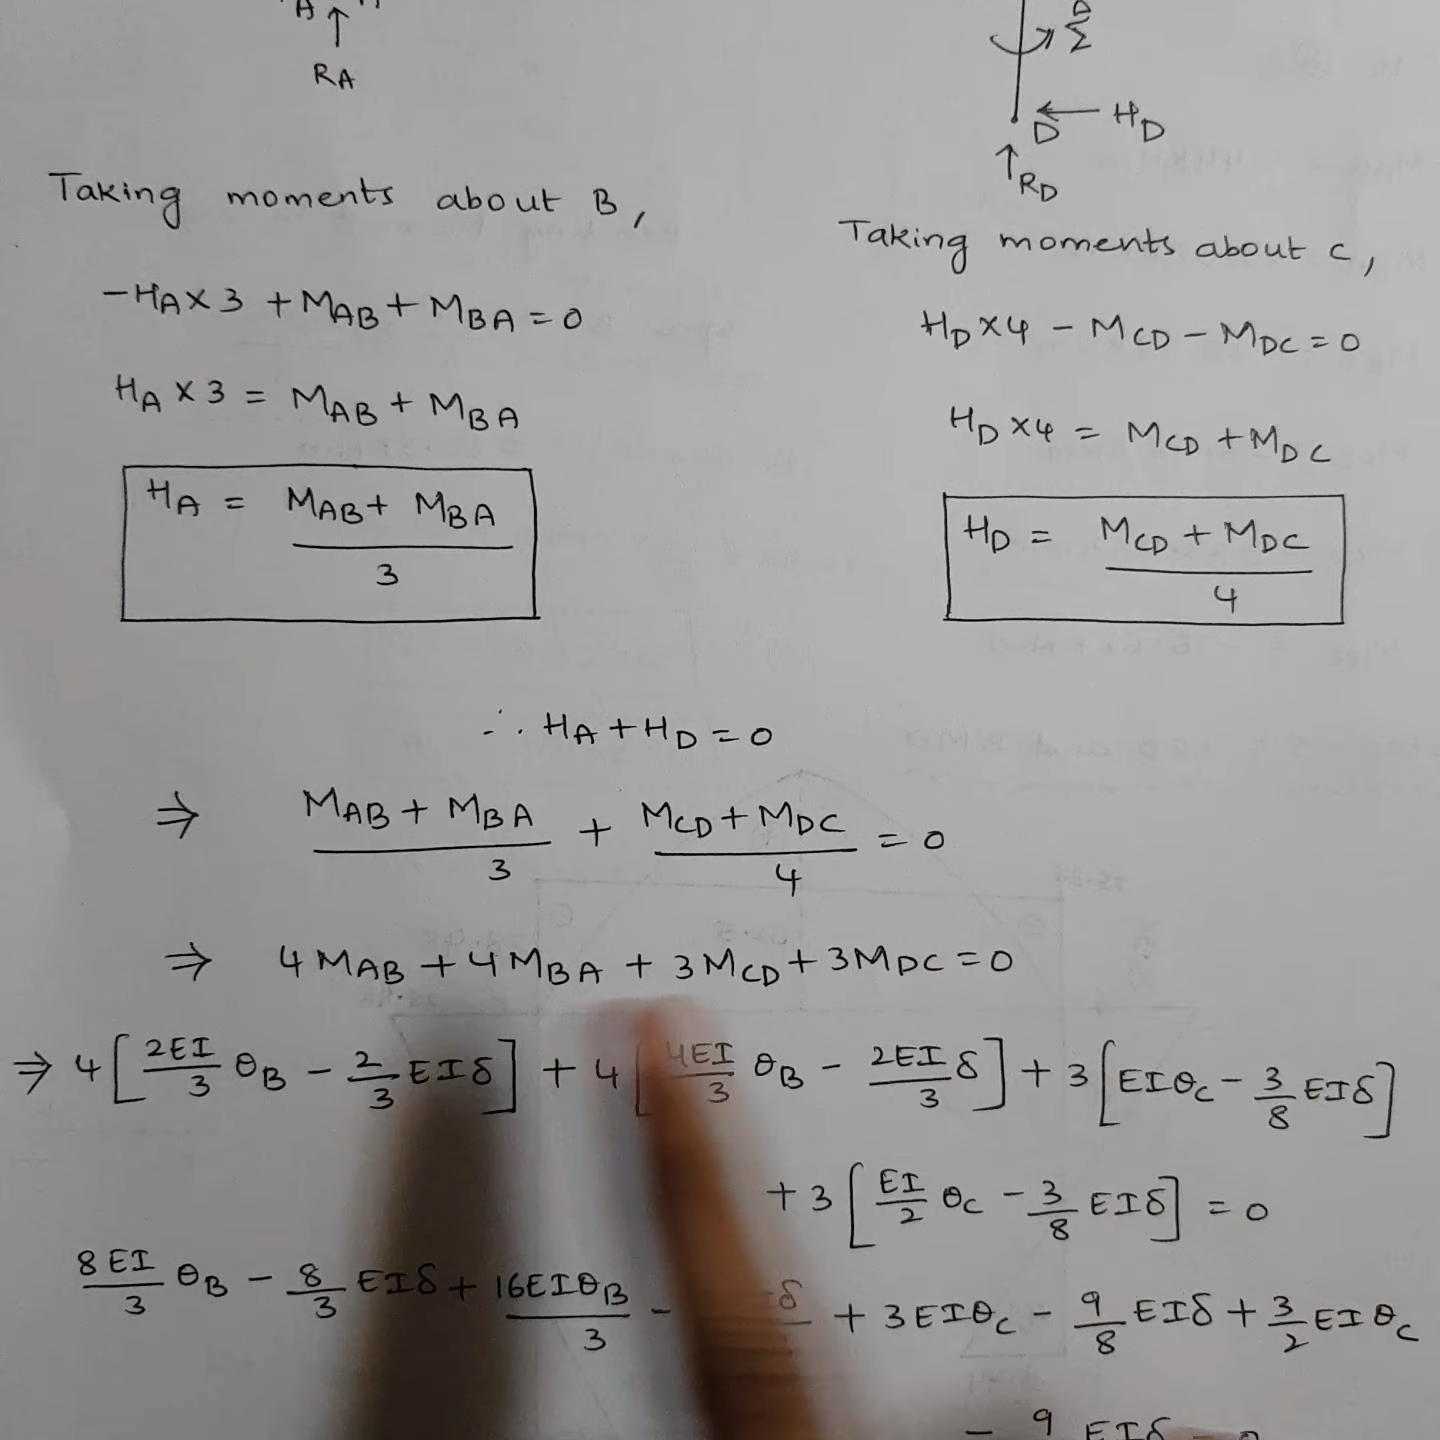 RA
HD
D
RD
Taking moments about B,
-HA×3 + MAB + MBA = 0
HA × 3 = MAB + MBA
HA = MAB + MBA / 3
Taking moments about C,
HD×4 - MCD - MDC = 0
HD×4 = MCD + MDC
HD = MCD + MDC / 4
∴ HA + HD = 0
⇒ MAB + MBA / 3 + MCD + MDC / 4 = 0
⇒ 4MAB + 4MBA + 3MCD + 3MDC = 0
⇒ 4[2EI/3 θB - 2/3 EIδ] + 4[4EI/3 θB - 2EI/3 δ] + 3[EIθC - 3/8 EIδ]
+ 3[EI/2 θC - 3/8 EIδ] = 0
8EI/3 θB - 8/3 EIδ + 16EIθB/3 - δ + 3EIθC - 9/8 EIδ + 3/2 EIθC
- 9 EIδ